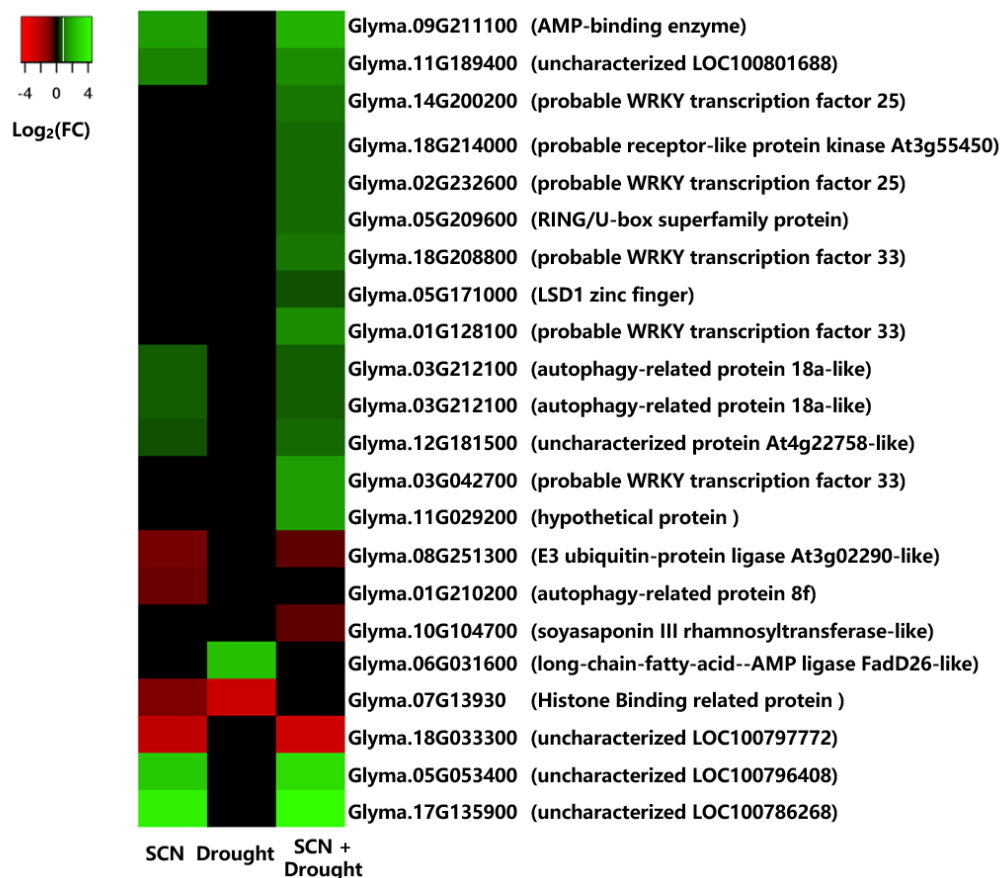 -4 0 4
Log₂(FC)
Glyma.09G211100 (AMP-binding enzyme)
Glyma.11G189400 (uncharacterized LOC100801688)
Glyma.14G200200 (probable WRKY transcription factor 25)
Glyma.18G214000 (probable receptor-like protein kinase At3g55450)
Glyma.02G232600 (probable WRKY transcription factor 25)
Glyma.05G209600 (RING/U-box superfamily protein)
Glyma.18G208800 (probable WRKY transcription factor 33)
Glyma.05G171000 (LSD1 zinc finger)
Glyma.01G128100 (probable WRKY transcription factor 33)
Glyma.03G212100 (autophagy-related protein 18a-like)
Glyma.03G212100 (autophagy-related protein 18a-like)
Glyma.12G181500 (uncharacterized protein At4g22758-like)
Glyma.03G042700 (probable WRKY transcription factor 33)
Glyma.11G029200 (hypothetical protein )
Glyma.08G251300 (E3 ubiquitin-protein ligase At3g02290-like)
Glyma.01G210200 (autophagy-related protein 8f)
Glyma.10G104700 (soyasaponin III rhamnosyltransferase-like)
Glyma.06G031600 (long-chain-fatty-acid--AMP ligase FadD26-like)
Glyma.07G13930 (Histone Binding related protein )
Glyma.18G033300 (uncharacterized LOC100797772)
Glyma.05G053400 (uncharacterized LOC100796408)
Glyma.17G135900 (uncharacterized LOC100786268)
SCN Drought SCN +
Drought